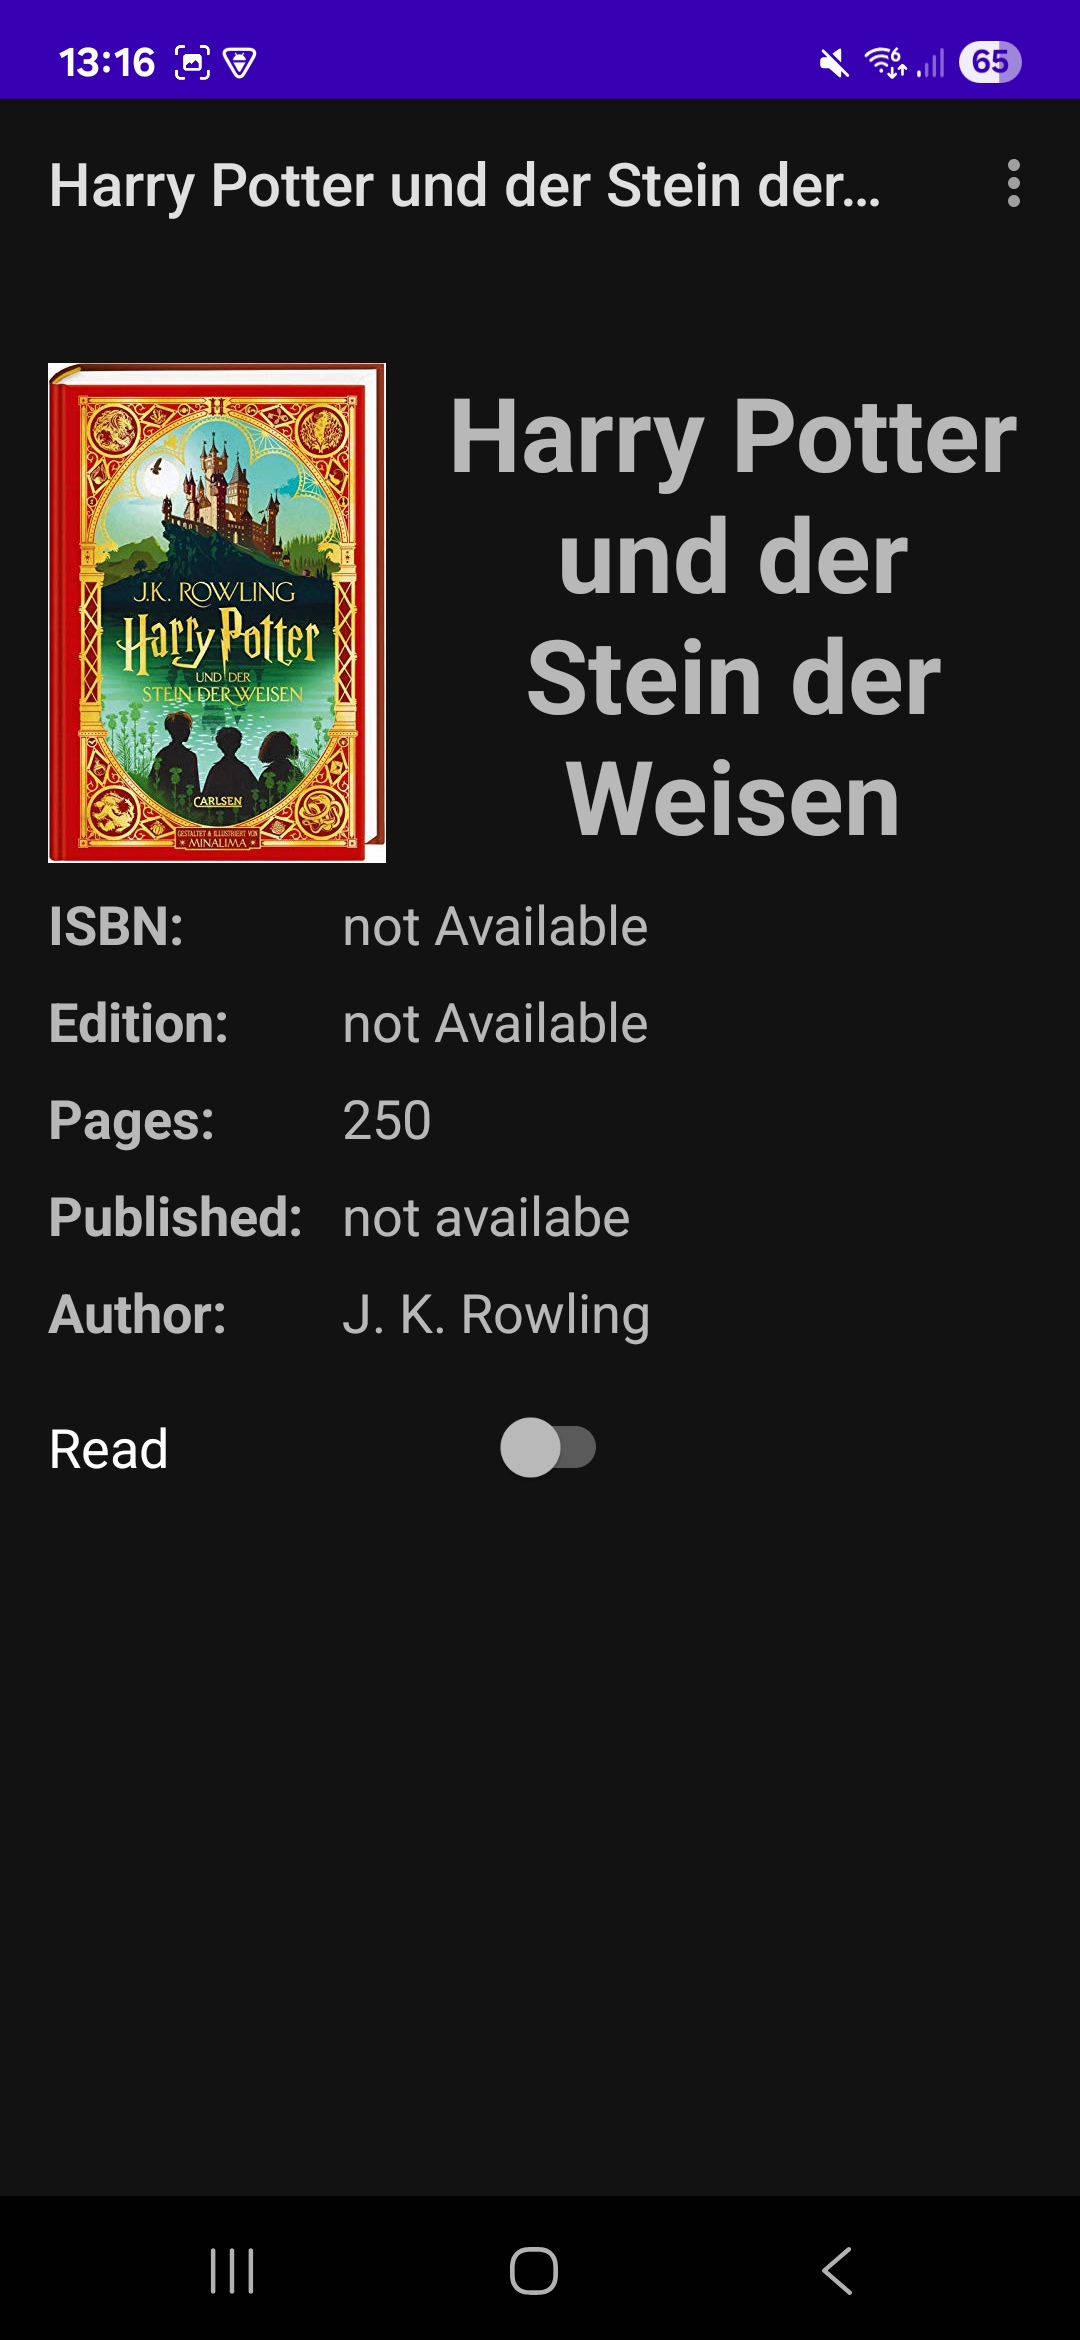 13:16
6
65
Harry Potter und der Stein der...
J.K. ROWLING
Harry Potter
UND DER
STEIN DER WEISEN
CARLSEN
GESTALTET & ILLUSTRIERT VON
MINALIMA
Harry Potter
und der
Stein der
Weisen
ISBN: not Available
Edition: not Available
Pages: 250
Published: not availabe
Author: J. K. Rowling
Read